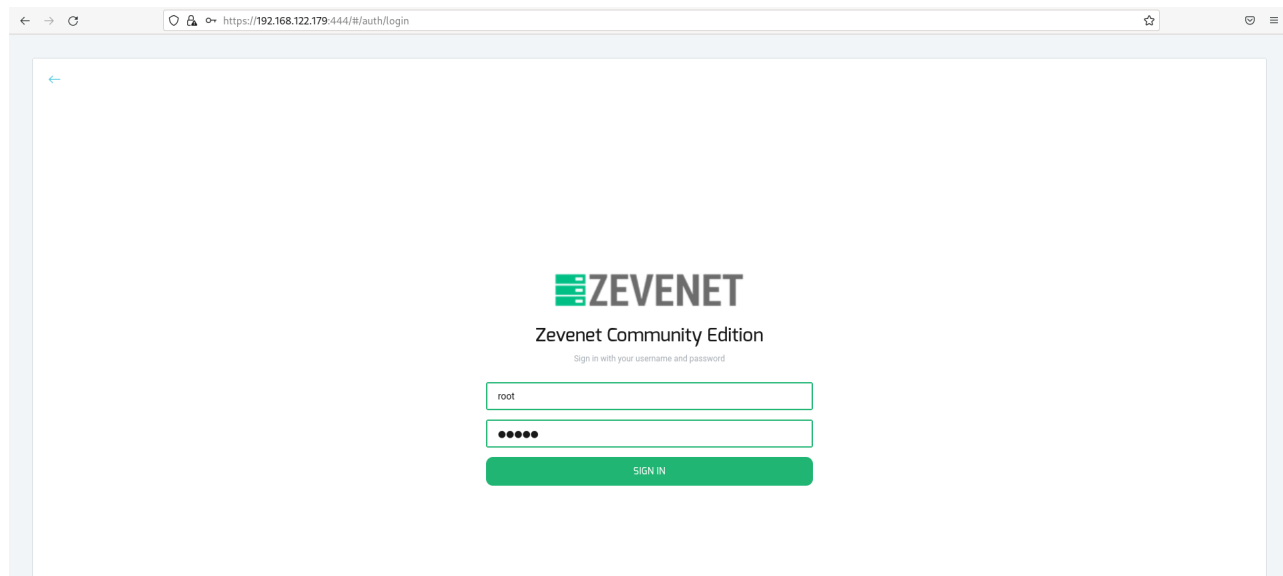 https://192.168.122.179:444/#/auth/login
ZEVENET
Zevenet Community Edition
Sign in with your username and password
root
●●●●●
SIGN IN